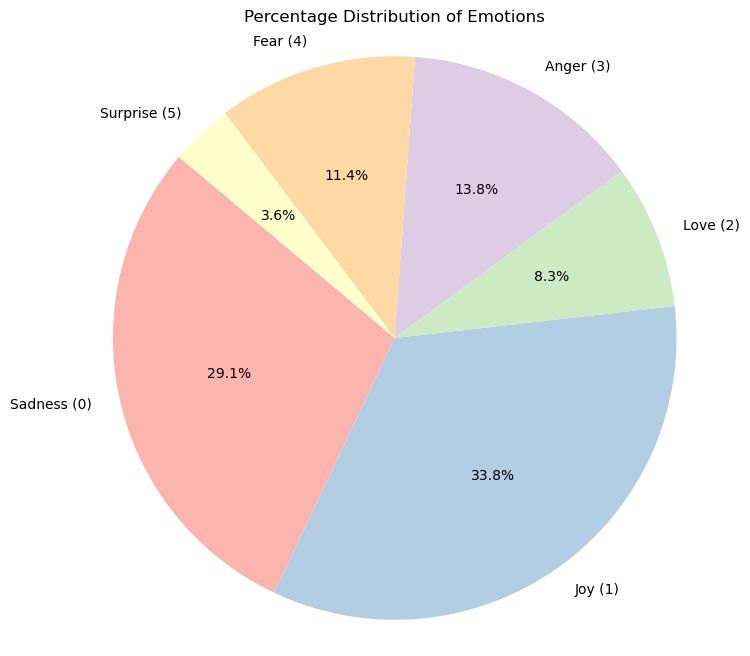 Percentage Distribution of Emotions
Fear (4)
Anger (3)
Surprise (5)
11.4%
13.8%
3.6%
Love (2)
8.3%
29.1%
Sadness (0)
33.8%
Joy (1)